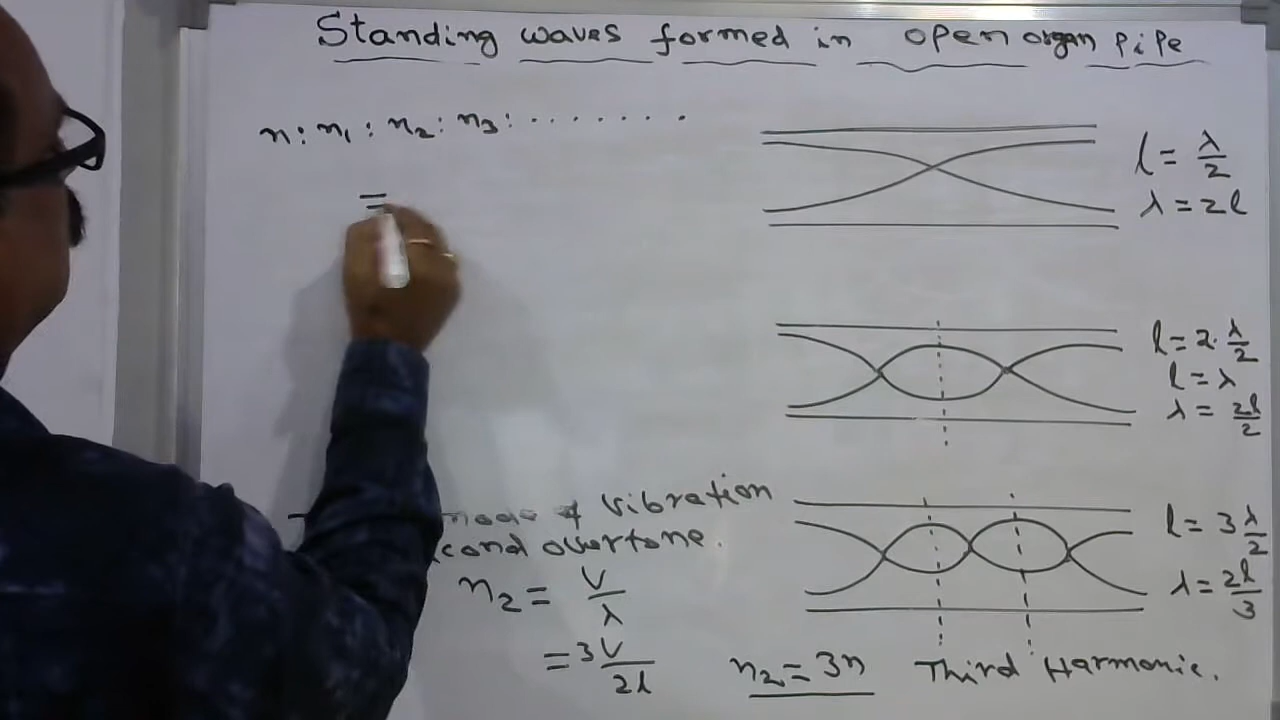 Standing waves formed in open organ pipe
n : n₁ : n₂ : n₃ : . . . . . . .
=
l = λ/2
λ = 2l
l = 2·λ/2
l = λ
λ = 2l/2
mode of vibration
cond overtone.
n₂ = V/λ
= 3V/2l
n₂ = 3n Third Harmonic.
l = 3 λ/2
λ = 2l/3